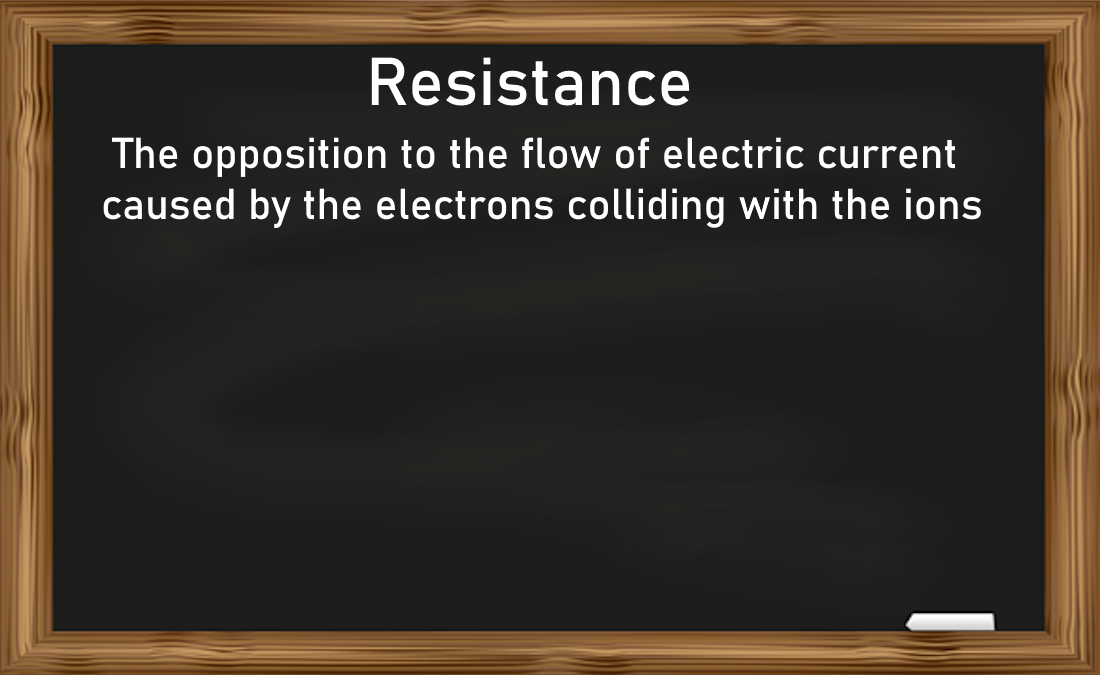 Resistance
The opposition to the flow of electric current
caused by the electrons colliding with the ions